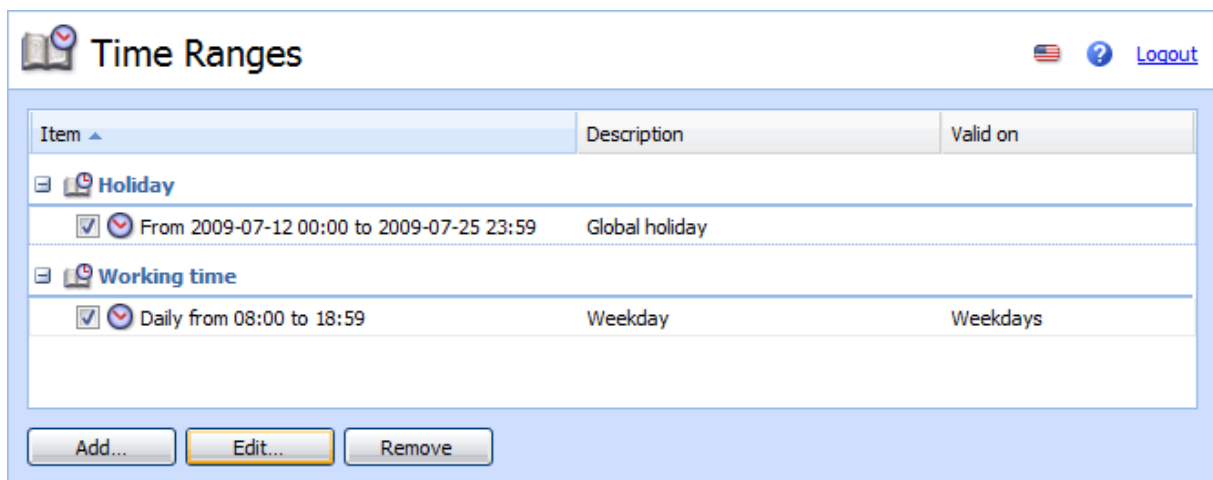 Time Ranges
Logout
Item Description Valid on
Holiday
From 2009-07-12 00:00 to 2009-07-25 23:59 Global holiday
Working time
Daily from 08:00 to 18:59 Weekday Weekdays
Add... Edit... Remove